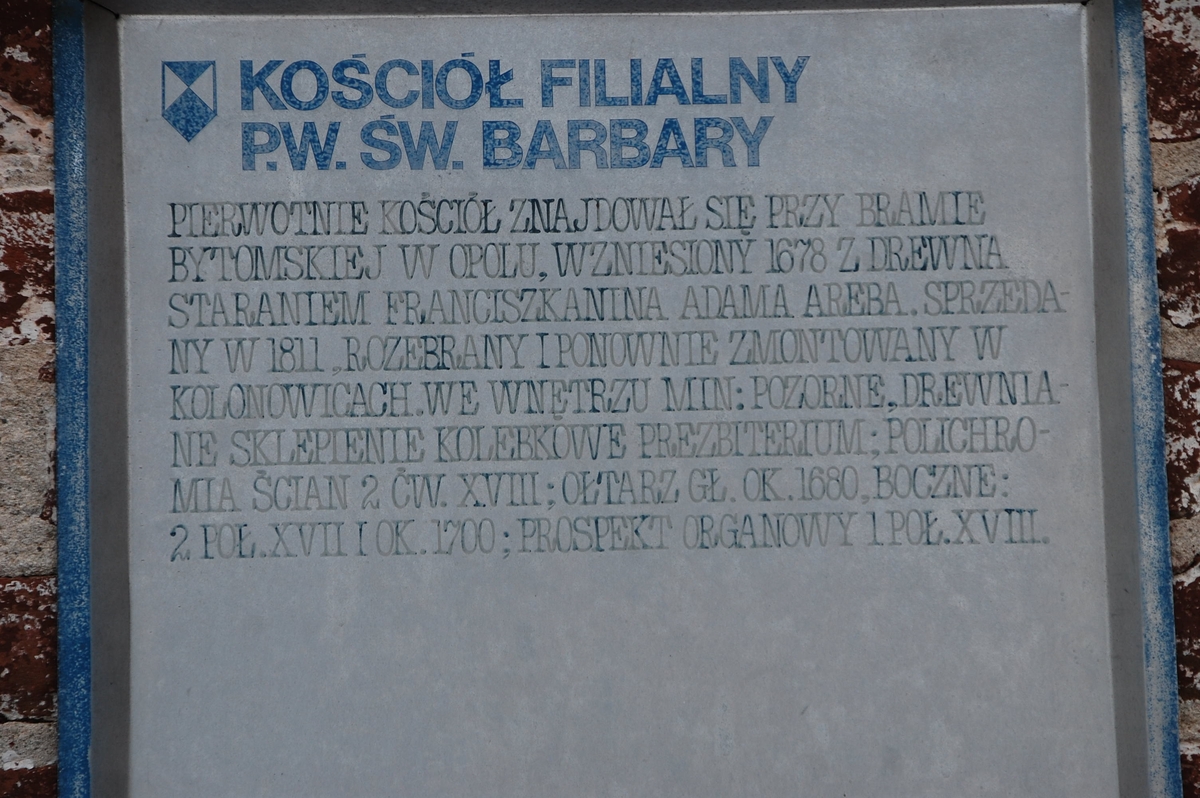 KOŚCIÓŁ FILIALNY
P.W. ŚW. BARBARY
PIERWOTNIE KOŚCIÓŁ ZNAJDOWAŁ SIĘ PRZY BRAMIE
BYTOMSKIEJ W OPOLU, WZNIESIONY 1678 Z DREWNA
STARANIEM FRANCISZKANINA ADAMA AREBA. SPRZEDA-
NY W 1811, ROZEBRANY I PONOWNIE ZMONTOWANY W
KOLONOWICACH. WE WNĘTRZU MIN: POZORNE, DREWNIA-
NE SKLEPIENIE KOLEBKOWE PREZBITERIUM; POLICHRO-
MIA ŚCIAN 2 ĆW. XVIII; OŁTARZ GŁ. OK. 1680, BOCZNE:
2 POŁ. XVII I OK. 1700; PROSPEKT ORGANOWY 1 POŁ. XVIII.